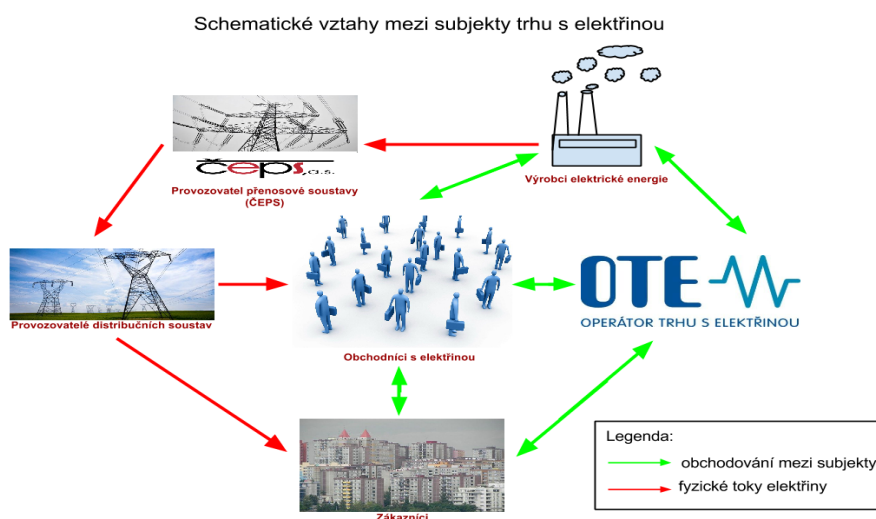 Schematické vztahy mezi subjekty trhu s elektřinou
čeps, a.s.
Provozovatel přenosové soustavy
(ČEPS)
Výrobci elektrické energie
Provozovatelé distribučních soustav
Obchodníci s elektřinou
OTE
OPERÁTOR TRHU S ELEKTŘINOU
Zákazníci
Legenda:
obchodování mezi subjekty
fyzické toky elektřiny